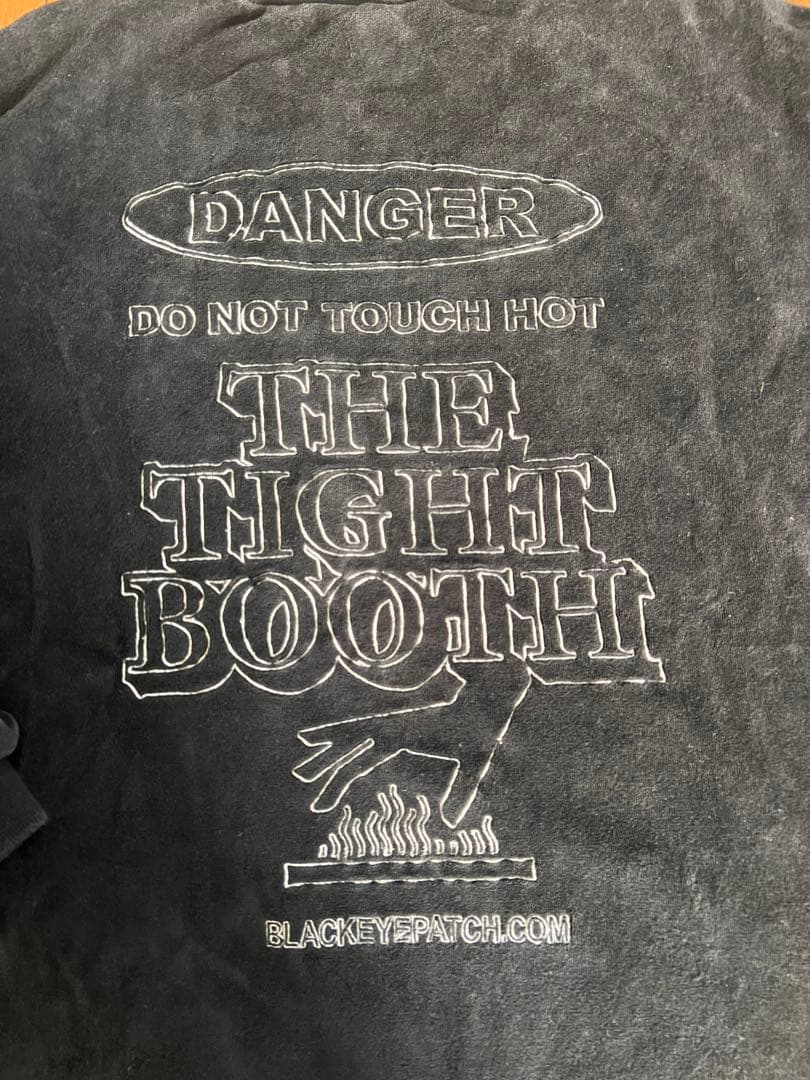 DANGER
DO NOT TOUCH HOT
THE
TIGHT
BOOTH
BLACKEYEPATCH.COM